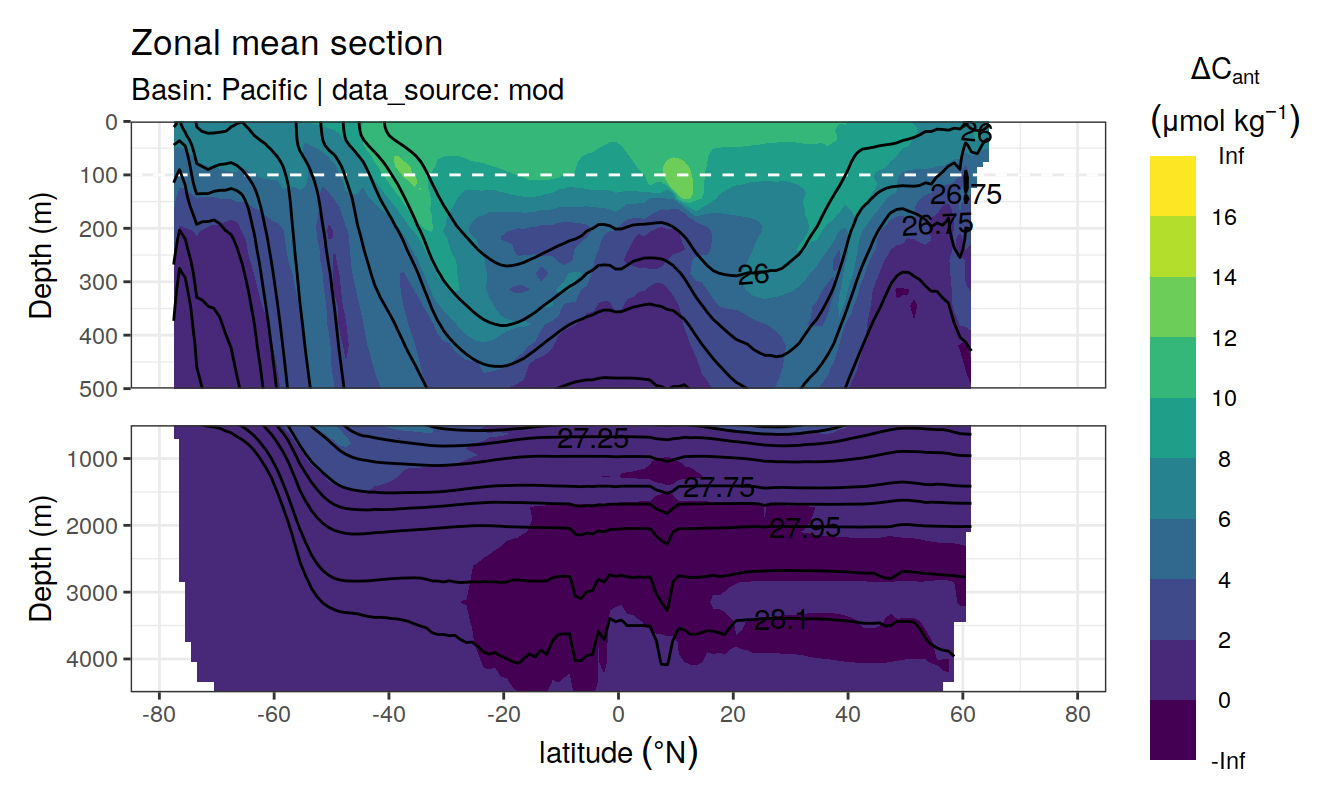 Zonal mean section
Basin: Pacific | data_source: mod
ΔCant
(μmol kg⁻¹)
Inf
16
14
12
10
8
6
4
2
0
-Inf
Depth (m)
0
100
200
300
400
500
26
26.75
26.75
26
Depth (m)
1000
2000
3000
4000
27.25
27.75
27.95
28.1
-80 -60 -40 -20 0 20 40 60 80
latitude (°N)